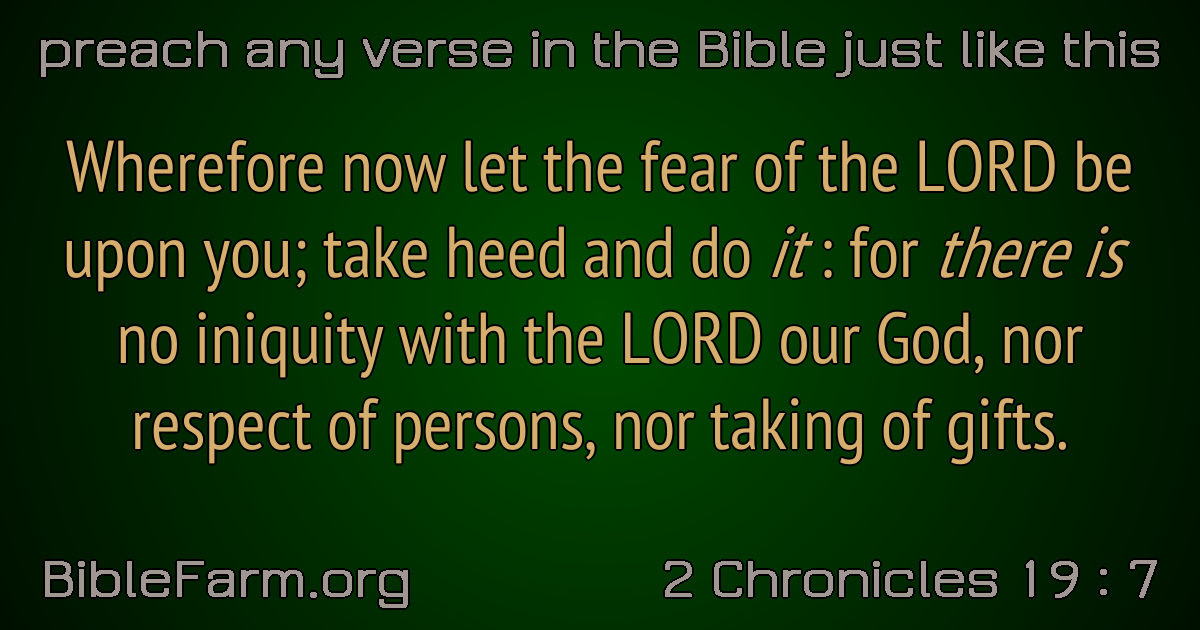 preach any verse in the Bible just like this
Wherefore now let the fear of the LORD be
upon you; take heed and do it : for there is
no iniquity with the LORD our God, nor
respect of persons, nor taking of gifts.
BibleFarm.org
2 Chronicles 19 : 7